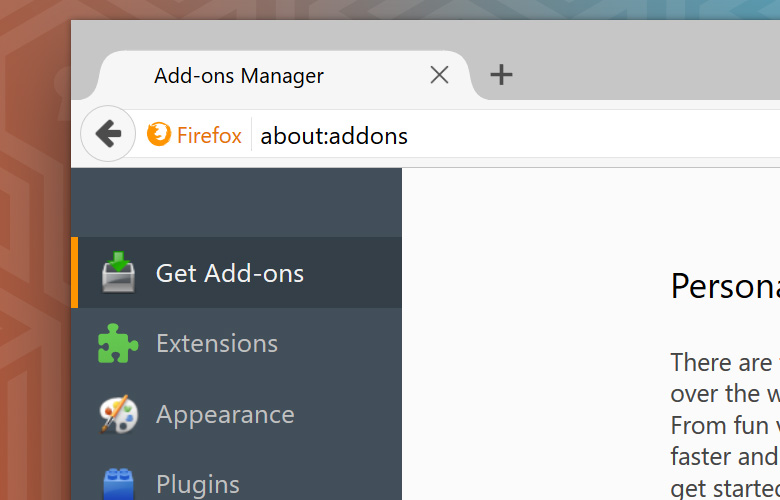 Add-ons Manager
Firefox about:addons
Get Add-ons
Extensions
Appearance
Plugins
There are
over the
From fun
faster and
get